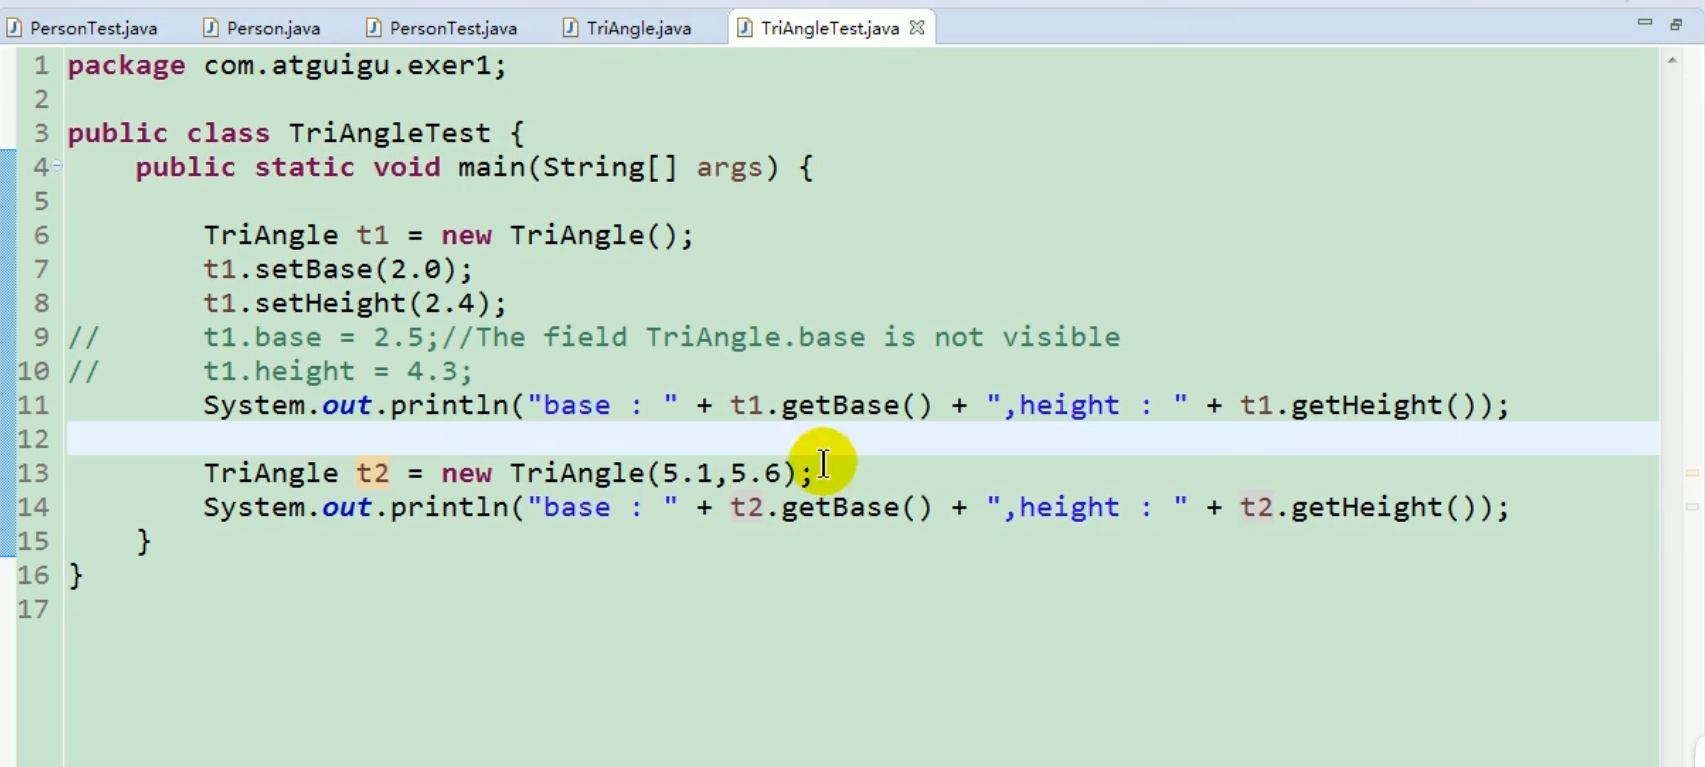 PersonTest.java Person.java PersonTest.java TriAngle.java TriAngleTest.java
1 package com.atguigu.exer1;
2
3 public class TriAngleTest {
4 public static void main(String[] args) {
5
6 TriAngle t1 = new TriAngle();
7 t1.setBase(2.0);
8 t1.setHeight(2.4);
9 // t1.base = 2.5;//The field TriAngle.base is not visible
10 // t1.height = 4.3;
11 System.out.println("base : " + t1.getBase() + ",height : " + t1.getHeight());
12
13 TriAngle t2 = new TriAngle(5.1,5.6);
14 System.out.println("base : " + t2.getBase() + ",height : " + t2.getHeight());
15 }
16 }
17